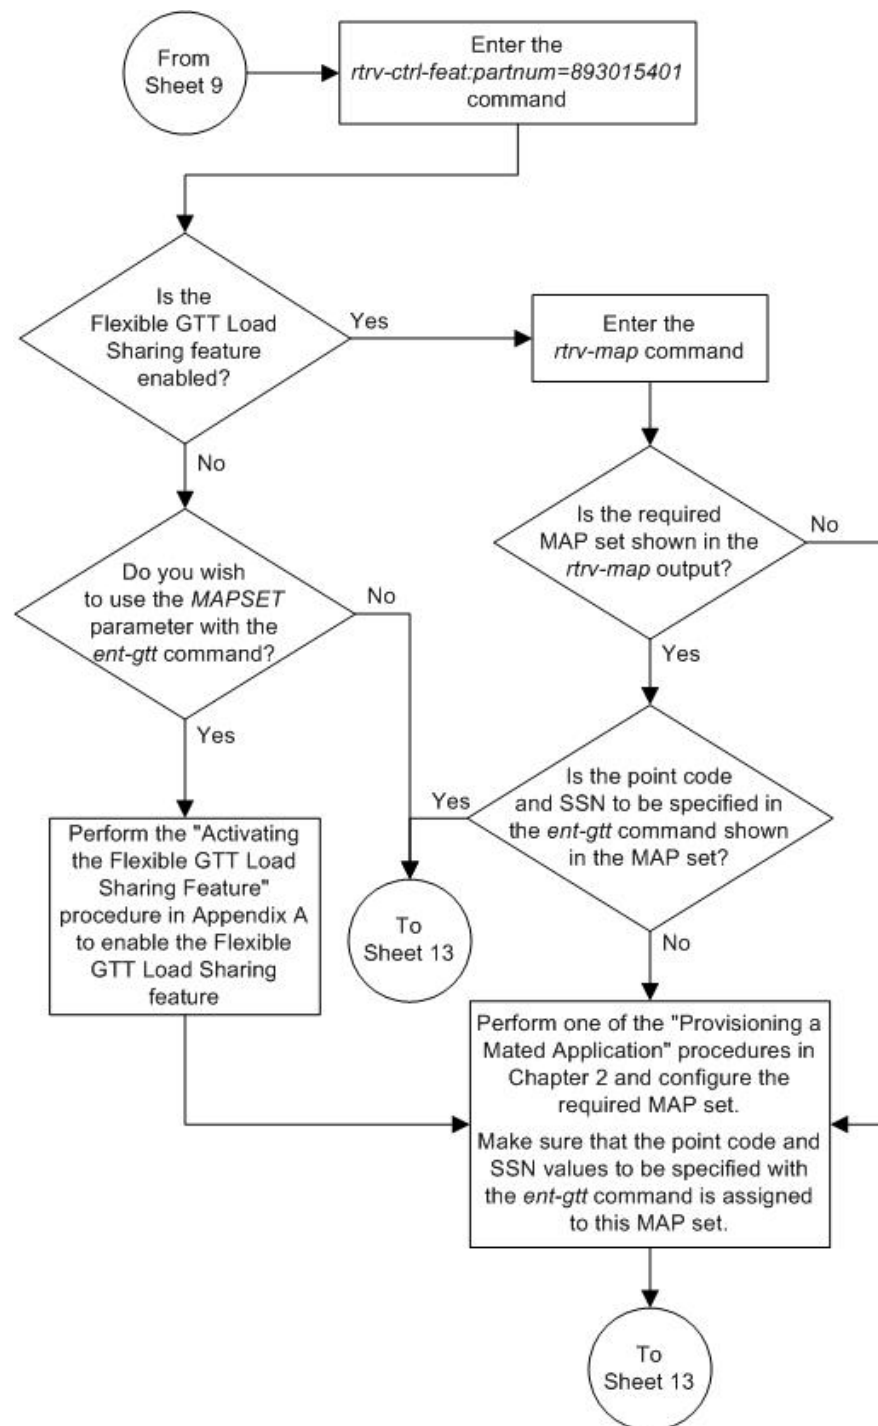 From
Sheet 9
Enter the
rtrv-ctrl-feat:partnum=893015401
command
Is the
Flexible GTT Load
Sharing feature
enabled?
Yes
No
Enter the
rtrv-map command
Is the required
MAP set shown in the
rtrv-map output?
No
Yes
Do you wish
to use the MAPSET
parameter with the
ent-gtt command?
No
Yes
Is the point code
and SSN to be specified in
the ent-gtt command shown
in the MAP set?
Yes
No
Perform the "Activating
the Flexible GTT Load
Sharing Feature"
procedure in Appendix A
to enable the Flexible
GTT Load Sharing
feature
To
Sheet 13
Perform one of the "Provisioning a
Mated Application" procedures in
Chapter 2 and configure the
required MAP set.
Make sure that the point code and
SSN values to be specified with
the ent-gtt command is assigned
to this MAP set.
To
Sheet 13